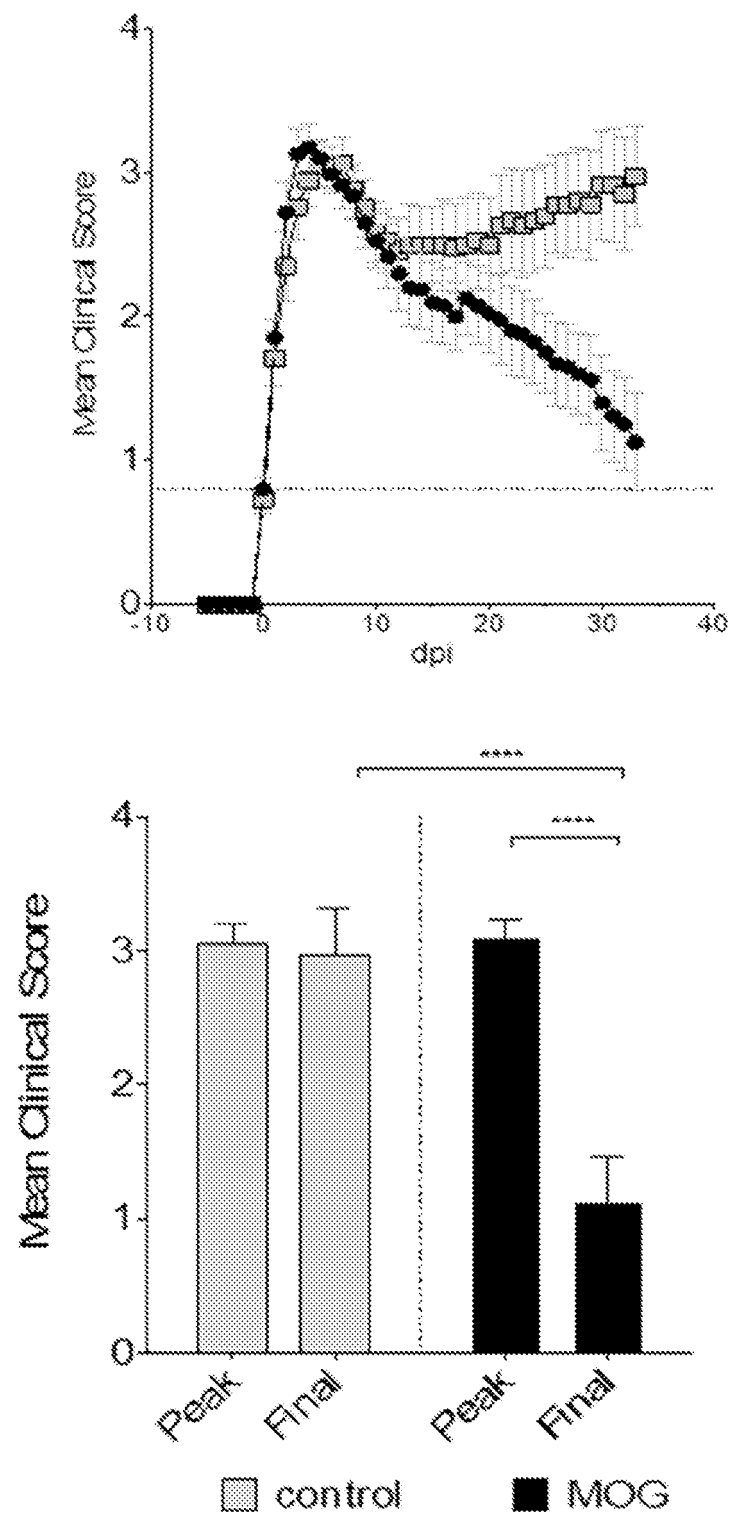 4
3
2
1
0
Mean Clinical Score
-10 0 10 20 30 40
dpi
****
****
4
3
2
1
0
Mean Clinical Score
Peak Final Peak Final
control MOG